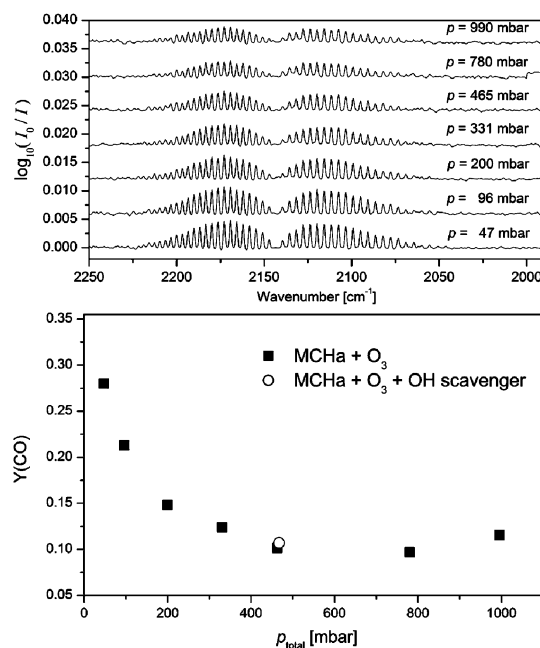 0.040
0.035
0.030
0.025
0.020
0.015
0.010
0.005
0.000
log₁₀(I₀ / I)
p = 990 mbar
p = 780 mbar
p = 465 mbar
p = 331 mbar
p = 200 mbar
p = 96 mbar
p = 47 mbar
2250 2200 2150 2100 2050 2000
Wavenumber [cm⁻¹]
0.35
0.30
0.25
0.20
0.15
0.10
0.05
Y(CO)
MCHa + O₃
MCHa + O₃ + OH scavenger
0 200 400 600 800 1000
p total [mbar]